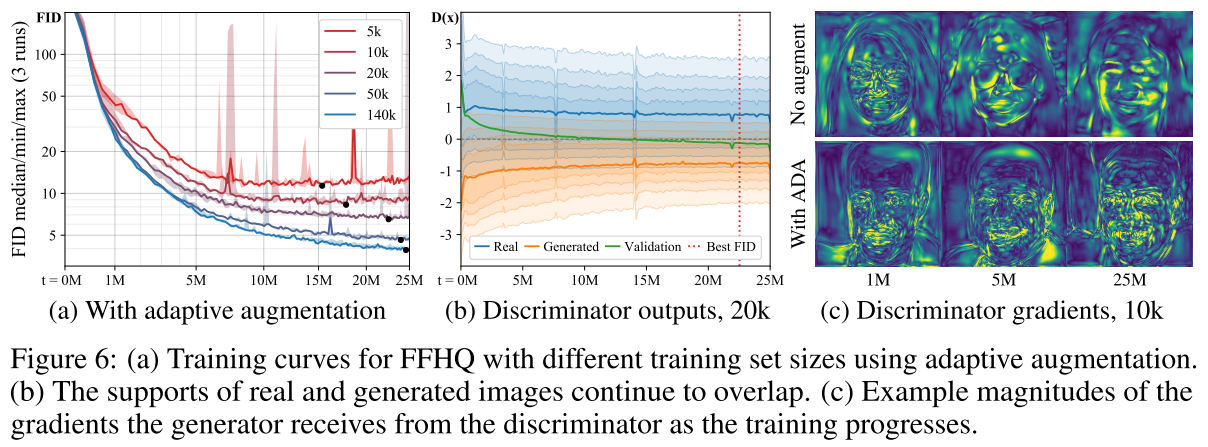 FID
FID median/min/max (3 runs)
100
50
20
10
5
5k
10k
20k
50k
140k
t = 0M 1M 5M 10M 15M 20M 25M
(a) With adaptive augmentation
D(x)
3
2
1
0
-1
-2
-3
Real Generated Validation Best FID
t = 0M 5M 10M 15M 20M 25M
(b) Discriminator outputs, 20k
No augment
With ADA
1M 5M 25M
(c) Discriminator gradients, 10k
Figure 6: (a) Training curves for FFHQ with different training set sizes using adaptive augmentation.
(b) The supports of real and generated images continue to overlap. (c) Example magnitudes of the
gradients the generator receives from the discriminator as the training progresses.